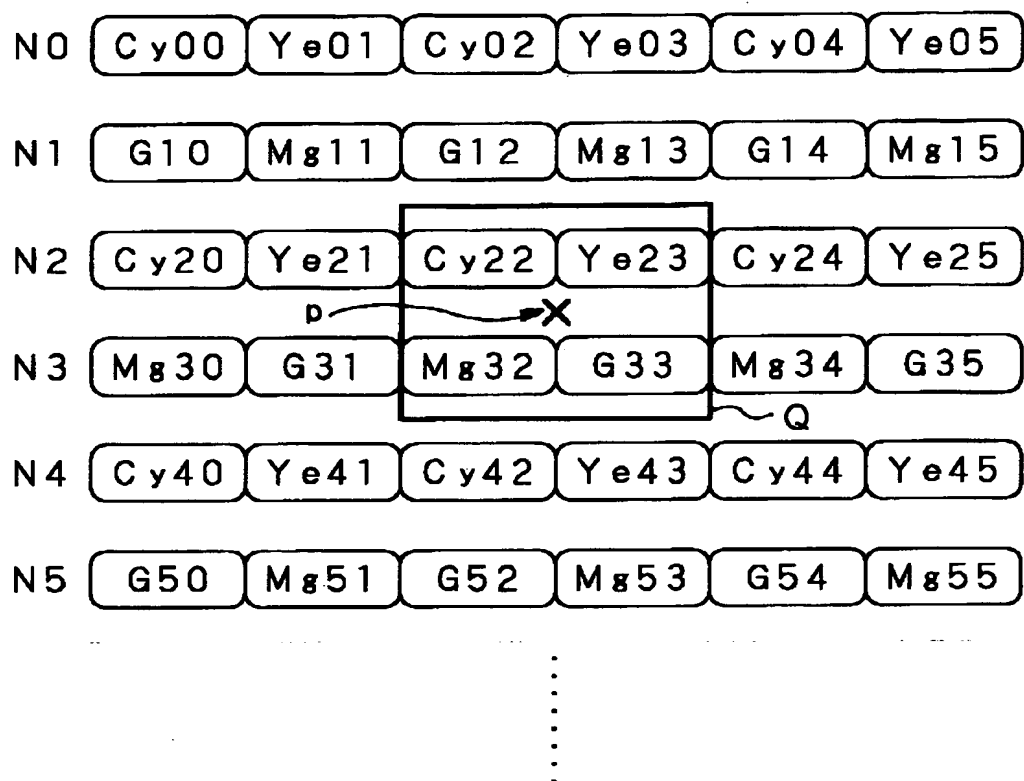 N0 Cy00 Ye01 Cy02 Ye03 Cy04 Ye05
N1 G10 Mg11 G12 Mg13 G14 Mg15
N2 Cy20 Ye21 Cy22 Ye23 Cy24 Ye25
p
N3 Mg30 G31 Mg32 G33 Mg34 G35
Q
N4 Cy40 Ye41 Cy42 Ye43 Cy44 Ye45
N5 G50 Mg51 G52 Mg53 G54 Mg55